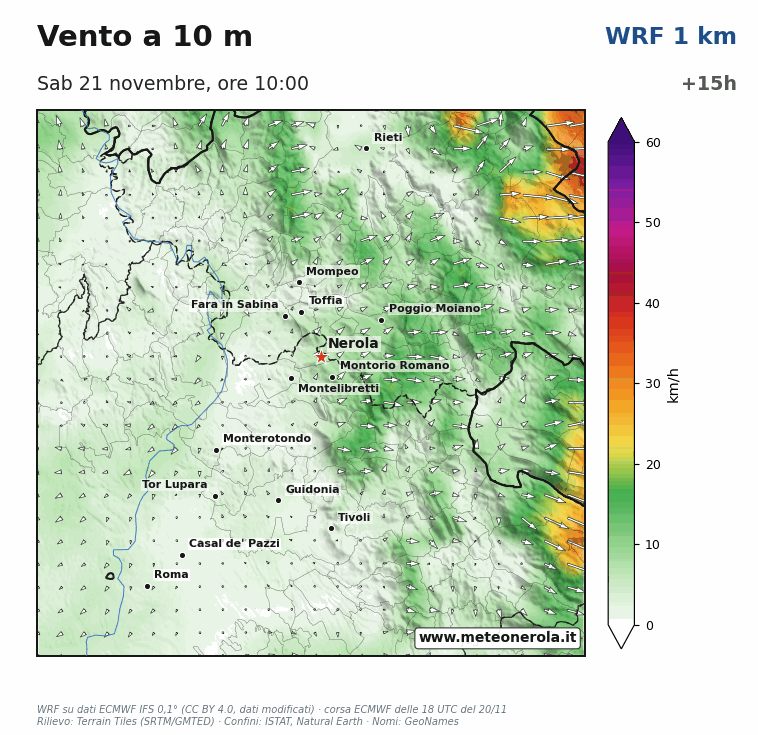 Vento a 10 m
WRF 1 km
Sab 21 novembre, ore 10:00
+15h
Rieti
Mompeo
Fara in Sabina
Toffia
Poggio Moiano
Nerola
Montorio Romano
Montelibretti
Monterotondo
Tor Lupara
Guidonia
Tivoli
Casal de' Pazzi
Roma
www.meteonerola.it
60
50
40
30
20
10
0
km/h
WRF su dati ECMWF IFS 0,1° (CC BY 4.0, dati modificati) · corsa ECMWF delle 18 UTC del 20/11
Rilievo: Terrain Tiles (SRTM/GMTED) · Confini: ISTAT, Natural Earth · Nomi: GeoNames